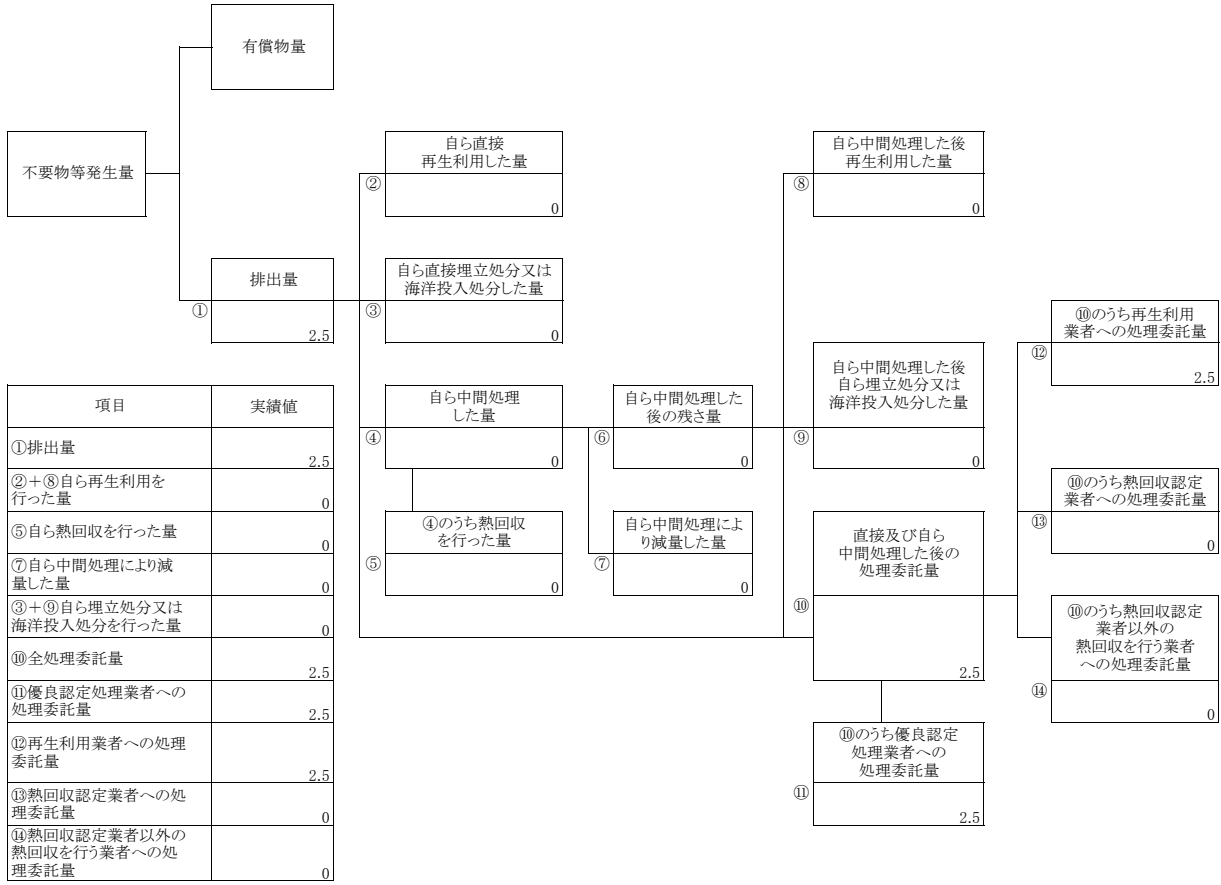 有償物量
不要物等発生量
自ら直接
再生利用した量
②
0
自ら中間処理した後
再生利用した量
⑧
0
排出量
①
2.5
自ら直接埋立処分又は
海洋投入処分した量
③
0
⑩のうち再生利用
業者への処理委託量
⑫
2.5
自ら中間処理
した量
④
0
自ら中間処理した
後の残さ量
⑥
0
自ら中間処理した後
自ら埋立処分又は
海洋投入処分した量
⑨
0
⑩のうち熱回収認定
業者への処理委託量
⑬
0
④のうち熱回収
を行った量
⑤
0
自ら中間処理によ
り減量した量
⑦
0
直接及び自ら
中間処理した後の
処理委託量
⑩
2.5
⑩のうち熱回収認定
業者以外の
熱回収を行う業者
への処理委託量
⑭
0
⑩のうち優良認定
処理業者への
処理委託量
⑪
2.5
項目 実績値
①排出量
2.5
②+⑧自ら再生利用を
行った量
0
⑤自ら熱回収を行った量
0
⑦自ら中間処理により減
量した量
0
③+⑨自ら埋立処分又は
海洋投入処分を行った量
0
⑩全処理委託量
2.5
⑪優良認定処理業者への
処理委託量
2.5
⑫再生利用業者への処理
委託量
2.5
⑬熱回収認定業者への処
理委託量
0
⑭熱回収認定業者以外の
熱回収を行う業者への処
理委託量
0